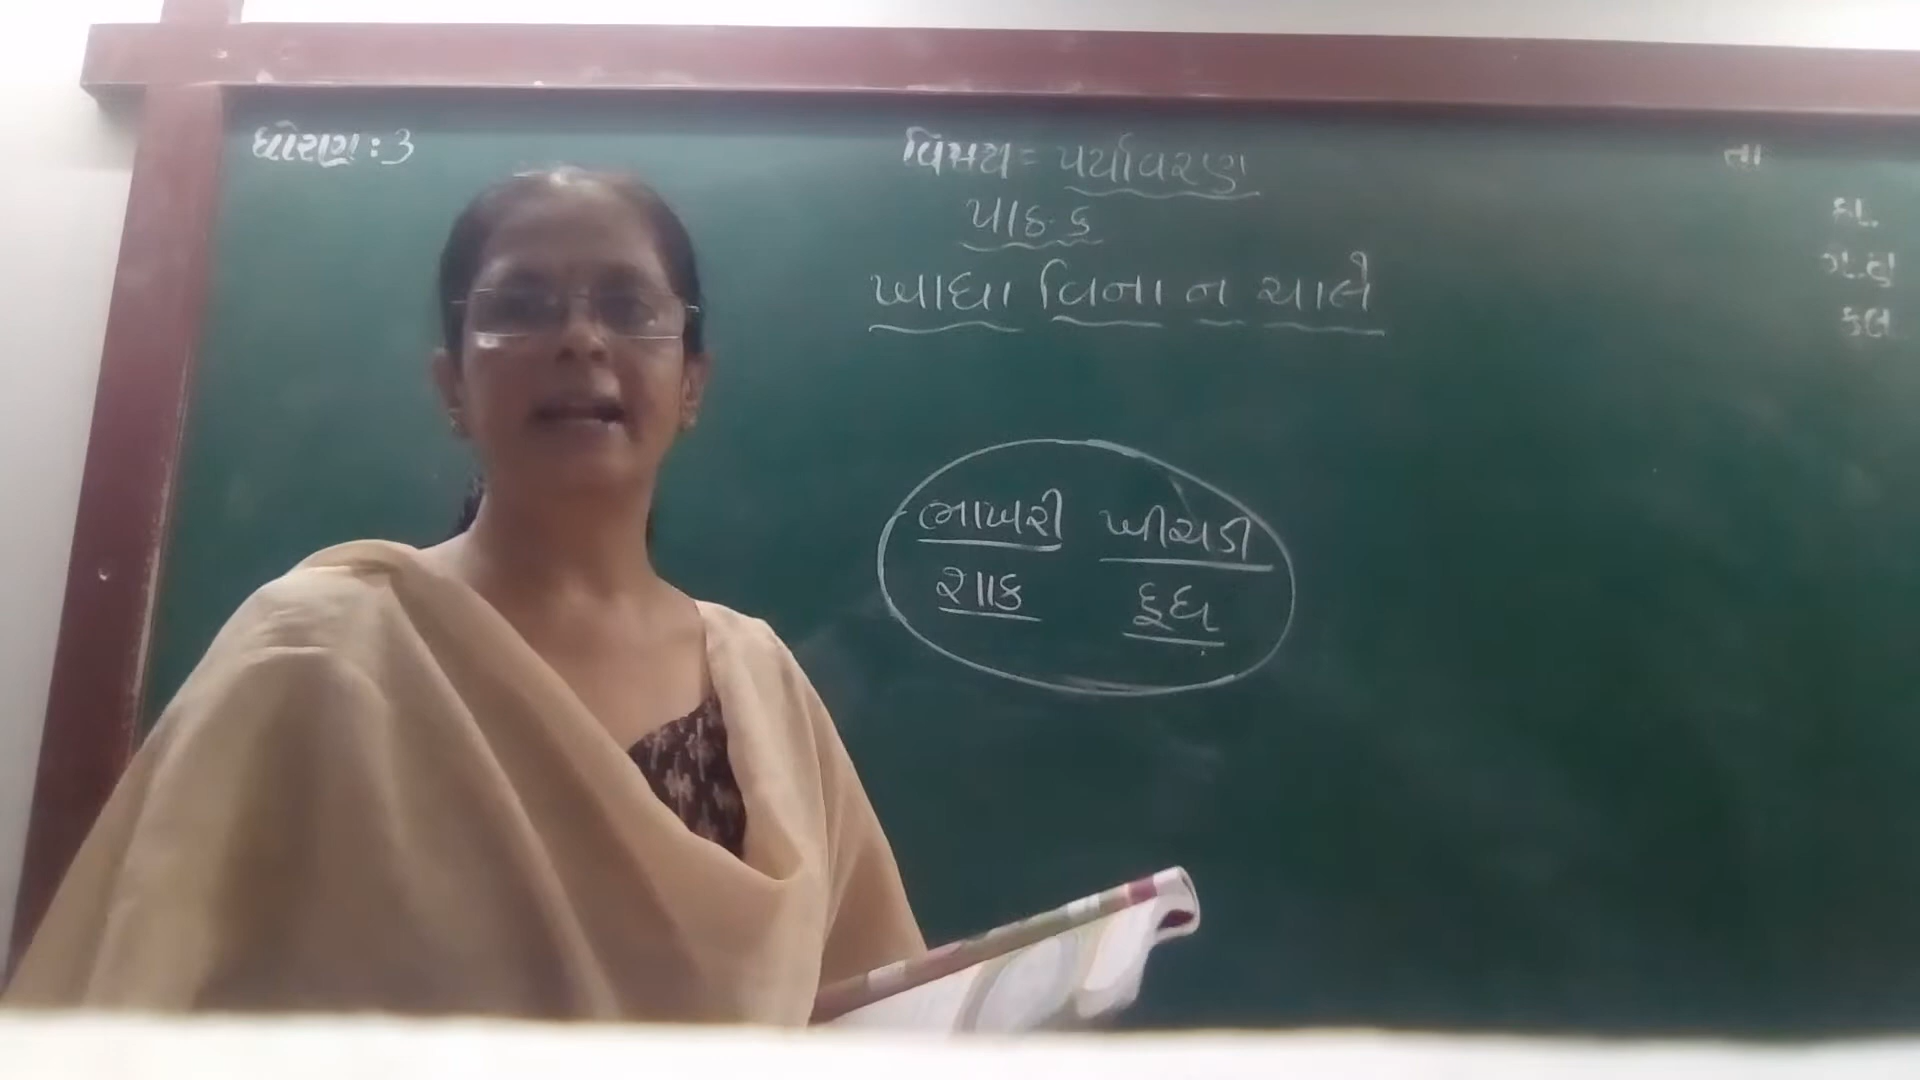 ધોરણ : 3
વિષય = પર્યાવરણ
પાઠ. ૬
ખાધા વિના ન ચાલે
ભાખરી ખીચડી
શાક દૂધ
તા